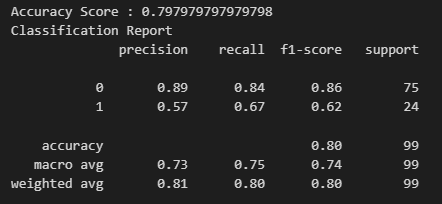 Accuracy Score : 0.797979797979798
Classification Report
precision recall f1-score support
0 0.89 0.84 0.86 75
1 0.57 0.67 0.62 24
accuracy 0.80 99
macro avg 0.73 0.75 0.74 99
weighted avg 0.81 0.80 0.80 99